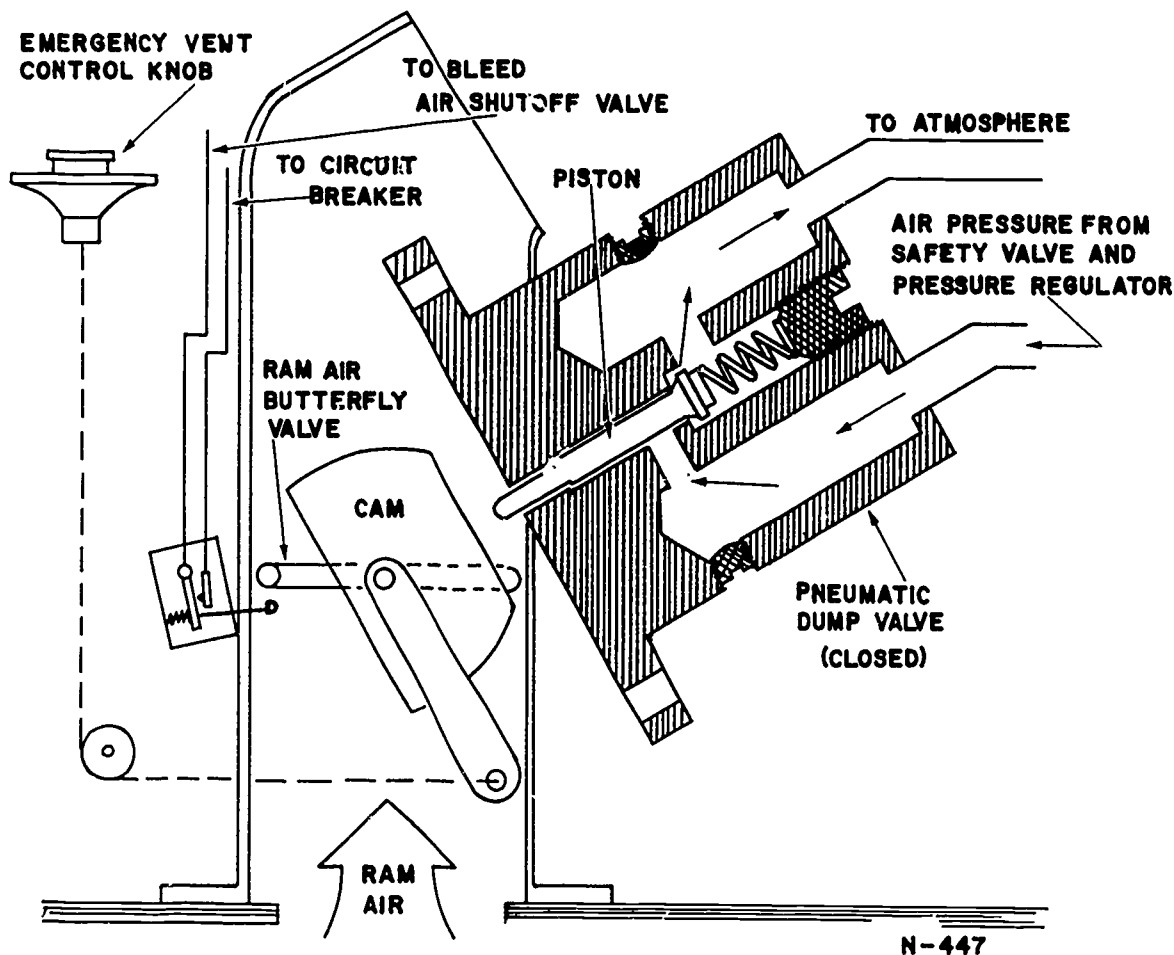 EMERGENCY VENT
CONTROL KNOB
TO BLEED
AIR SHUTOFF VALVE
TO CIRCUIT
BREAKER
PISTON
TO ATMOSPHERE
AIR PRESSURE FROM
SAFETY VALVE AND
PRESSURE REGULATOR
RAM AIR
BUTTERFLY
VALVE
CAM
PNEUMATIC
DUMP VALVE
(CLOSED)
RAM
AIR
N-447